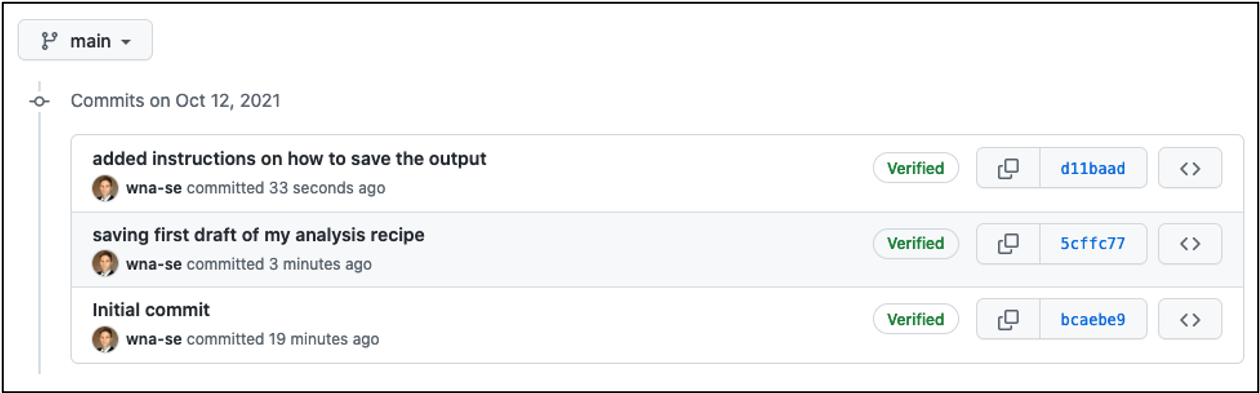 main
Commits on Oct 12, 2021
added instructions on how to save the output
wna-se committed 33 seconds ago
Verified
d11baad
saving first draft of my analysis recipe
wna-se committed 3 minutes ago
Verified
5cffc77
Initial commit
wna-se committed 19 minutes ago
Verified
bcaebe9